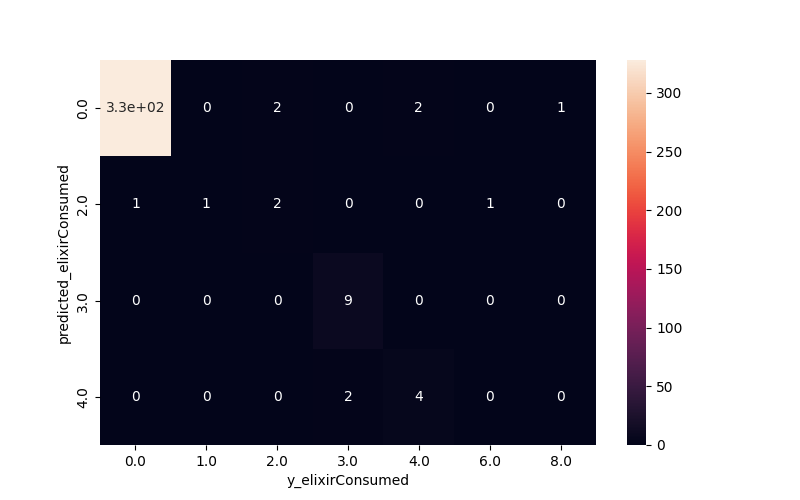 0.0 3.3e+02 0 2 0 2 0 1
2.0 1 1 2 0 0 1 0
3.0 0 0 0 9 0 0 0
4.0 0 0 0 2 4 0 0
0.0 1.0 2.0 3.0 4.0 6.0 8.0
y_elixirConsumed
predicted_elixirConsumed
300
250
200
150
100
50
0